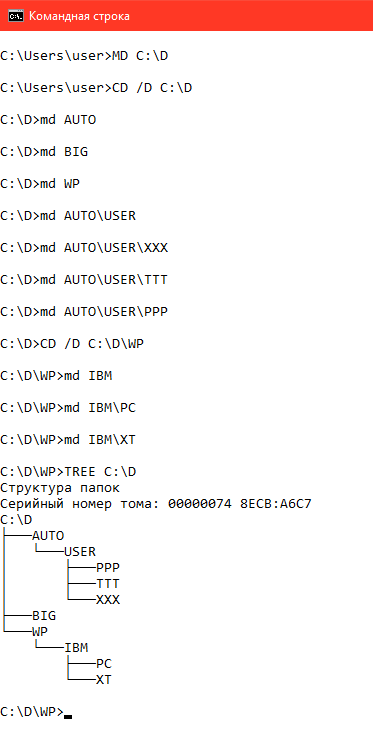 Командная строка
C:\Users\user>MD C:\D
C:\Users\user>CD /D C:\D
C:\D>md AUTO
C:\D>md BIG
C:\D>md WP
C:\D>md AUTO\USER
C:\D>md AUTO\USER\XXX
C:\D>md AUTO\USER\TTT
C:\D>md AUTO\USER\PPP
C:\D>CD /D C:\D\WP
C:\D\WP>md IBM
C:\D\WP>md IBM\PC
C:\D\WP>md IBM\XT
C:\D\WP>TREE C:\D
Структура папок
Серийный номер тома: 00000074 8ECB:A6C7
C:\D
├───AUTO
│   └───USER
│       ├───PPP
│       ├───TTT
│       └───XXX
├───BIG
└───WP
    └───IBM
        ├───PC
        └───XT
C:\D\WP>